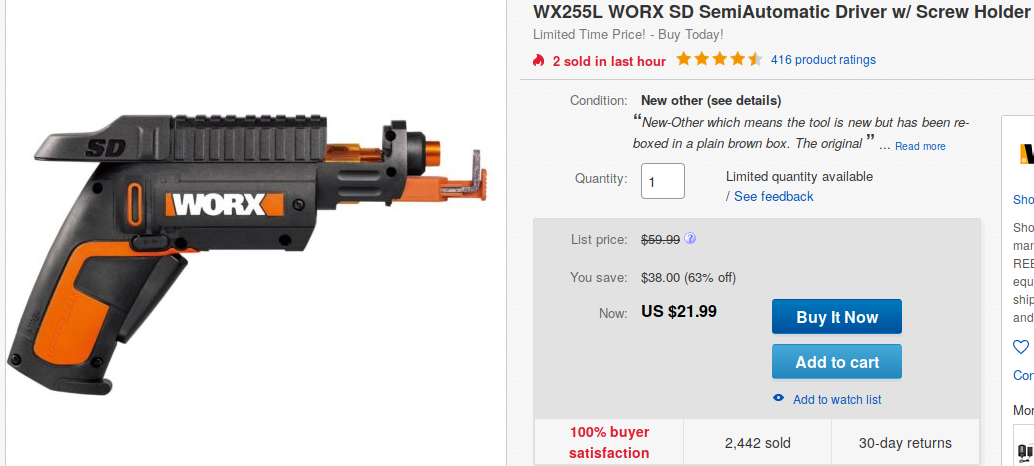 WX255L WORX SD SemiAutomatic Driver w/ Screw Holder
Limited Time Price! - Buy Today!
2 sold in last hour 416 product ratings
Condition: New other (see details)
“New-Other which means the tool is new but has been re-
boxed in a plain brown box. The original ” ... Read more
Quantity: 1 Limited quantity available
/ See feedback
List price: $59.99
You save: $38.00 (63% off)
Now: US $21.99 Buy It Now
Add to cart
Add to watch list
100% buyer
satisfaction
2,442 sold
30-day returns
SD
WORX
Sho
Sho
mar
REE
equ
ship
and
Cor
Mor